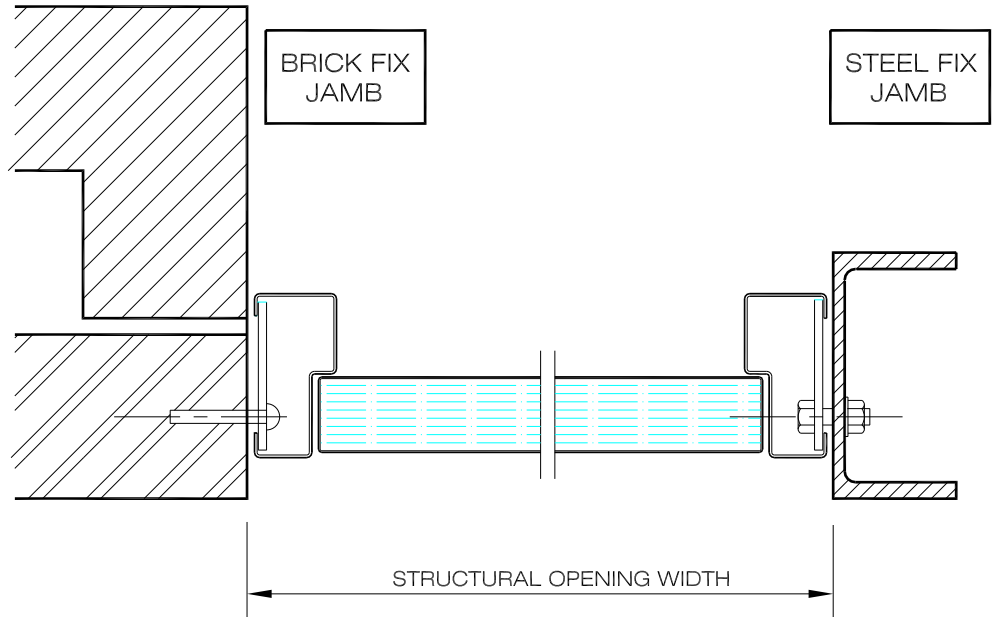 BRICK FIX
JAMB
STEEL FIX
JAMB
STRUCTURAL OPENING WIDTH